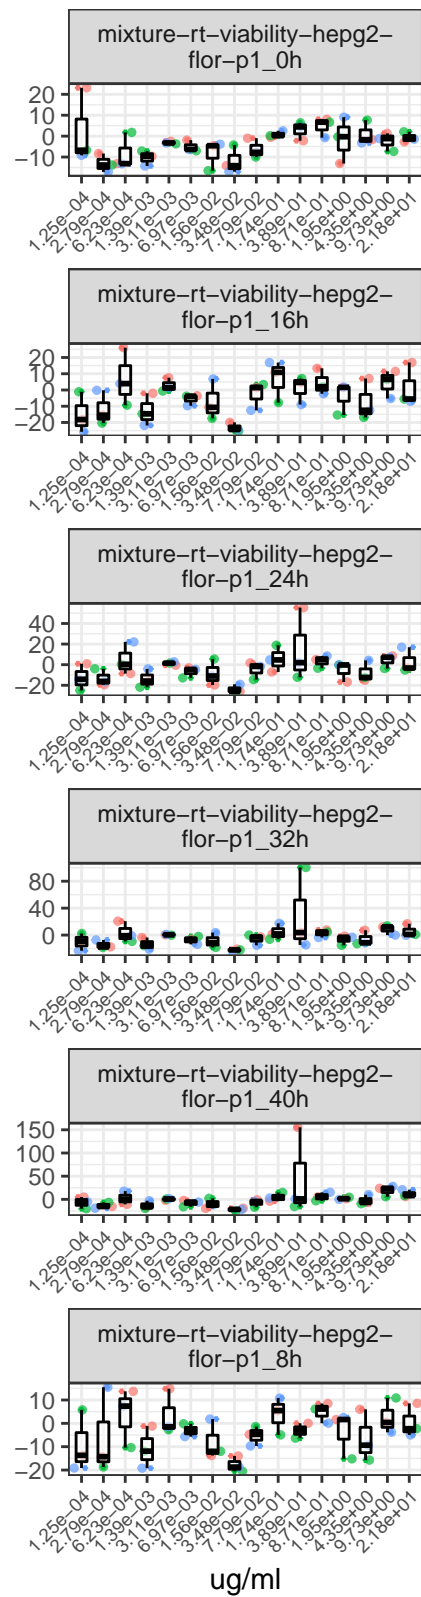 mixture−rt−viability−hepg2−
flor−p1_0h
20
10
0
−10
1.25e−04
2.79e−04
6.23e−04
1.39e−03
3.11e−03
6.97e−03
1.56e−02
3.48e−02
7.79e−02
1.74e−01
3.89e−01
8.71e−01
1.95e+00
4.35e+00
9.73e+00
2.18e+01
mixture−rt−viability−hepg2−
flor−p1_16h
20
10
0
−10
−20
1.25e−04
2.79e−04
6.23e−04
1.39e−03
3.11e−03
6.97e−03
1.56e−02
3.48e−02
7.79e−02
1.74e−01
3.89e−01
8.71e−01
1.95e+00
4.35e+00
9.73e+00
2.18e+01
mixture−rt−viability−hepg2−
flor−p1_24h
40
20
0
−20
1.25e−04
2.79e−04
6.23e−04
1.39e−03
3.11e−03
6.97e−03
1.56e−02
3.48e−02
7.79e−02
1.74e−01
3.89e−01
8.71e−01
1.95e+00
4.35e+00
9.73e+00
2.18e+01
mixture−rt−viability−hepg2−
flor−p1_32h
80
40
0
1.25e−04
2.79e−04
6.23e−04
1.39e−03
3.11e−03
6.97e−03
1.56e−02
3.48e−02
7.79e−02
1.74e−01
3.89e−01
8.71e−01
1.95e+00
4.35e+00
9.73e+00
2.18e+01
mixture−rt−viability−hepg2−
flor−p1_40h
150
100
50
0
1.25e−04
2.79e−04
6.23e−04
1.39e−03
3.11e−03
6.97e−03
1.56e−02
3.48e−02
7.79e−02
1.74e−01
3.89e−01
8.71e−01
1.95e+00
4.35e+00
9.73e+00
2.18e+01
mixture−rt−viability−hepg2−
flor−p1_8h
10
0
−10
−20
1.25e−04
2.79e−04
6.23e−04
1.39e−03
3.11e−03
6.97e−03
1.56e−02
3.48e−02
7.79e−02
1.74e−01
3.89e−01
8.71e−01
1.95e+00
4.35e+00
9.73e+00
2.18e+01
ug/ml